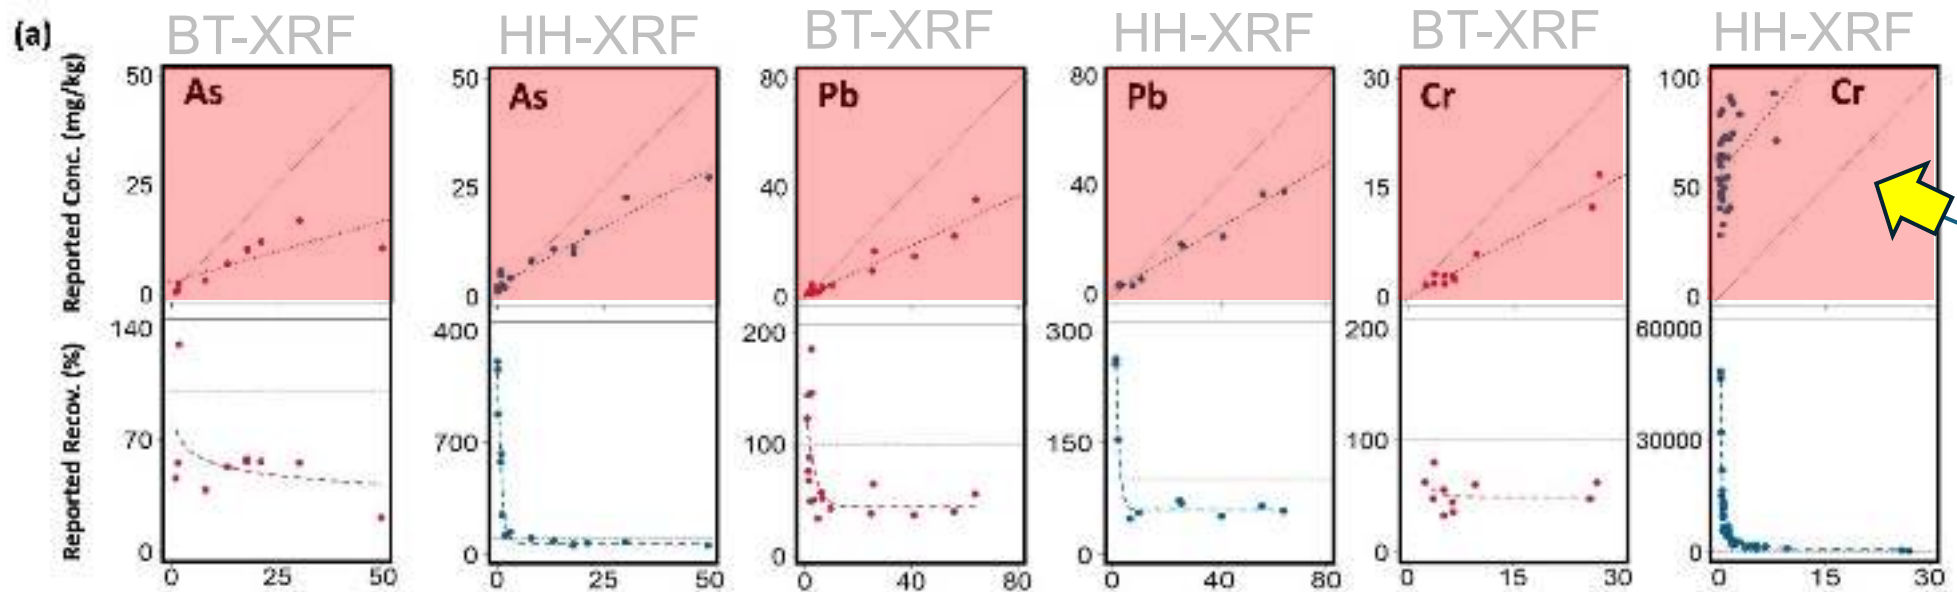 (a)
BT-XRF HH-XRF BT-XRF HH-XRF BT-XRF HH-XRF
Reported Conc. (mg/kg)
50 25 0 As
50 25 0 As
80 40 0 Pb
80 40 0 Pb
30 15 0 Cr
100 50 0 Cr
Reported Recov. (%)
140 70 0
400 700 0
200 100 0
300 150 0
200 100 0
60000 30000 0
0 25 50
0 25 50
0 40 80
0 40 80
0 15 30
0 15 30